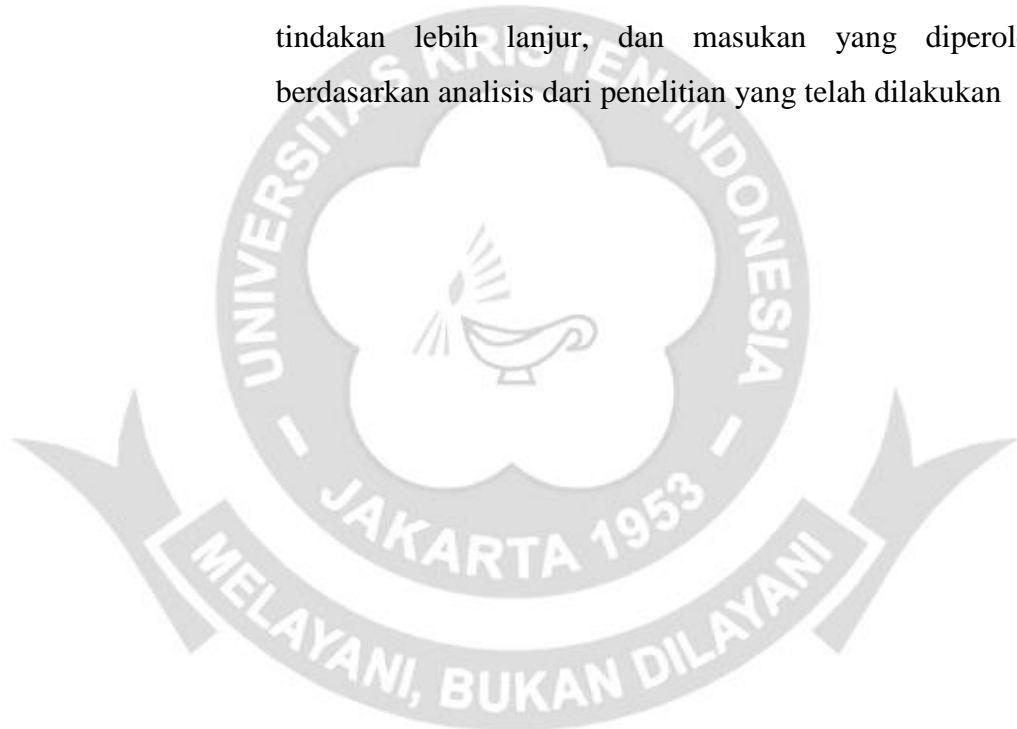 tindakan lebih lanjur, dan masukan yang diperol
berdasarkan analisis dari penelitian yang telah dilakukan
UNIVERSITAS KRISTEN INDONESIA
- JAKARTA 1953 -
MELAYANI, BUKAN DILAYANI